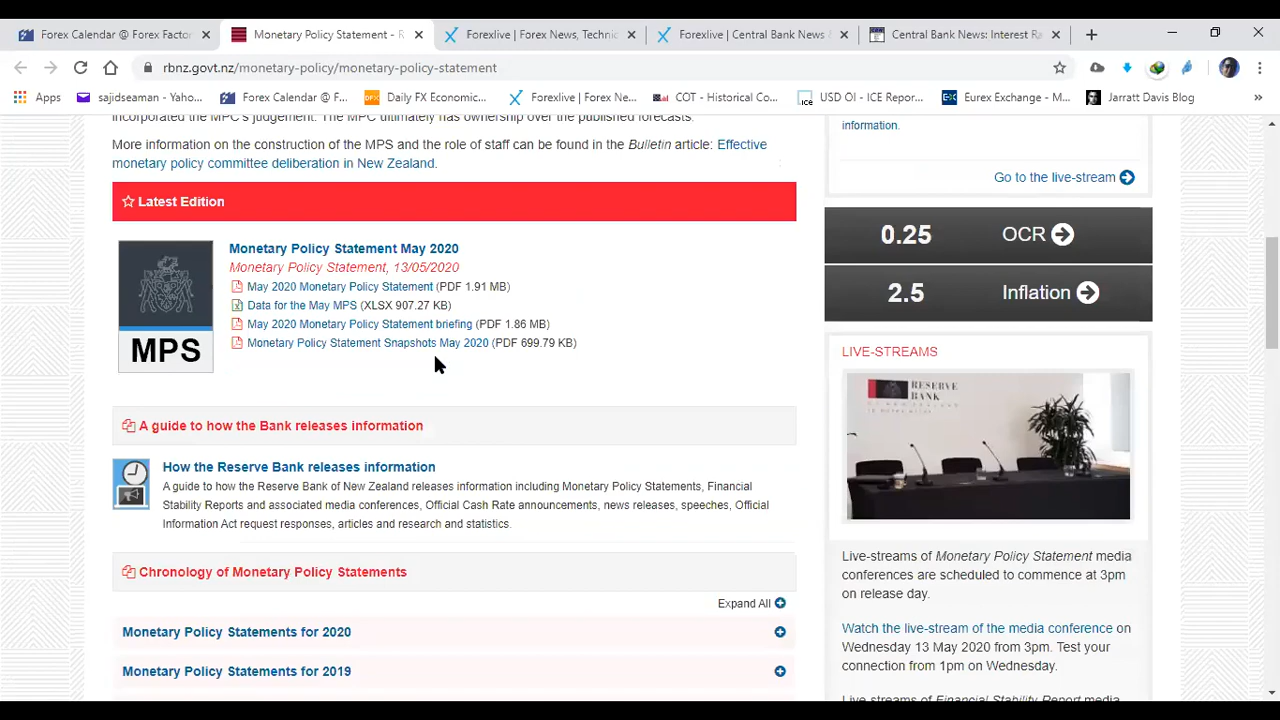 Forex Calendar @ Forex Factor
Monetary Policy Statement - R
Forexlive | Forex News, Technic
Forexlive | Central Bank News &
Central Bank News: Interest Ra
rbnz.govt.nz/monetary-policy/monetary-policy-statement
Apps
sajidseaman - Yaho...
Forex Calendar @ F...
Daily FX Economic...
Forexlive | Forex Ne...
COT - Historical Co...
USD OI - ICE Repor...
Eurex Exchange - M...
Jarratt Davis Blog
»
incorporated the MPC's judgement. The MPC ultimately has ownership over the published forecasts.
More information on the construction of the MPS and the role of staff can be found in the Bulletin article: Effective
monetary policy committee deliberation in New Zealand.
Latest Edition
Monetary Policy Statement May 2020
Monetary Policy Statement, 13/05/2020
May 2020 Monetary Policy Statement (PDF 1.91 MB)
Data for the May MPS (XLSX 907.27 KB)
May 2020 Monetary Policy Statement briefing (PDF 1.86 MB)
Monetary Policy Statement Snapshots May 2020 (PDF 699.79 KB)
MPS
A guide to how the Bank releases information
How the Reserve Bank releases information
A guide to how the Reserve Bank of New Zealand releases information including Monetary Policy Statements, Financial
Stability Reports and associated media conferences, Official Cash Rate announcements, news releases, speeches, Official
Information Act request responses, articles and research and statistics.
Chronology of Monetary Policy Statements
Expand All
Monetary Policy Statements for 2020
Monetary Policy Statements for 2019
information.
Go to the live-stream
0.25 OCR
2.5 Inflation
LIVE-STREAMS
RESERVE
BANK
Live-streams of Monetary Policy Statement media
conferences are scheduled to commence at 3pm
on release day.
Watch the live-stream of the media conference on
Wednesday 13 May 2020 from 3pm. Test your
connection from 1pm on Wednesday.
Live-streams of Financial Stability Report media